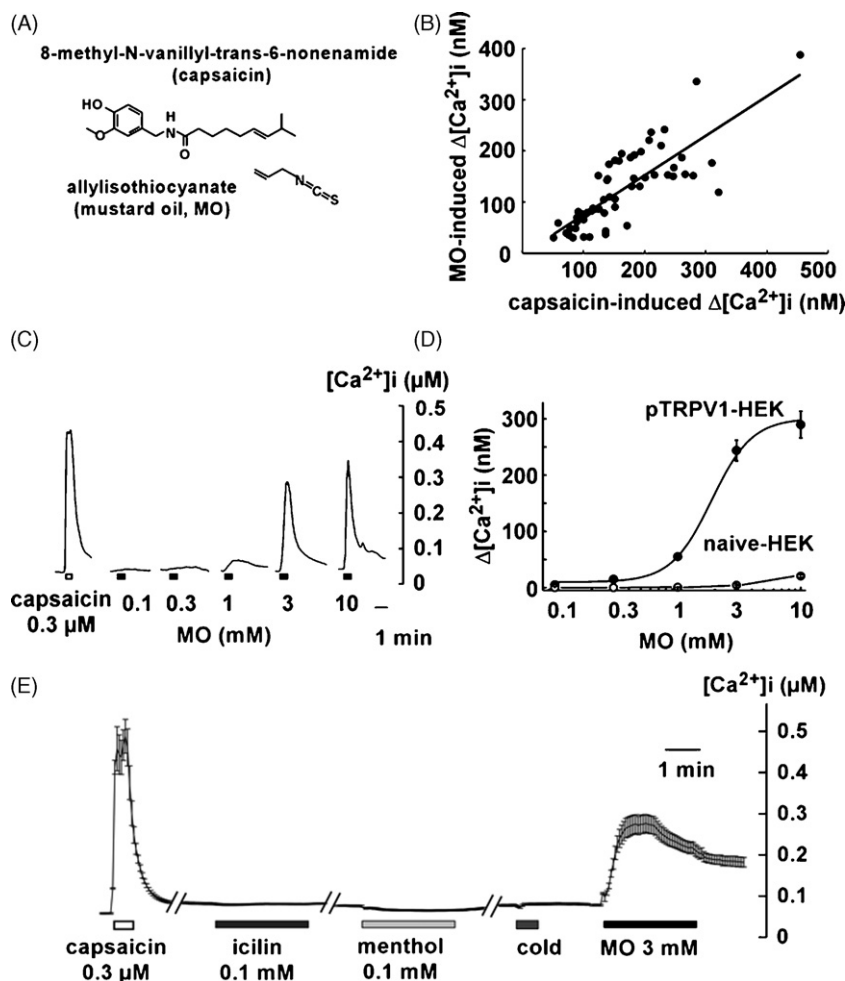 (A)
8-methyl-N-vanillyl-trans-6-nonenamide
(capsaicin)
HO
O
H
N
O
allylisothiocyanate
(mustard oil, MO)
N=C=S
(B)
MO-induced Δ[Ca²⁺]i (nM)
400
300
200
100
0
100 200 300 400 500
capsaicin-induced Δ[Ca²⁺]i (nM)
(C)
[Ca²⁺]i (μM)
0.5
0.4
0.3
0.2
0.1
0
capsaicin 0.1 0.3 1 3 10
0.3 μM MO (mM) 1 min
(D)
Δ[Ca²⁺]i (nM)
300
200
100
0
pTRPV1-HEK
naive-HEK
0.1 0.3 1 3 10
MO (mM)
(E)
[Ca²⁺]i (μM)
1 min
0.5
0.4
0.3
0.2
0.1
0
capsaicin icilin menthol cold MO 3 mM
0.3 μM 0.1 mM 0.1 mM